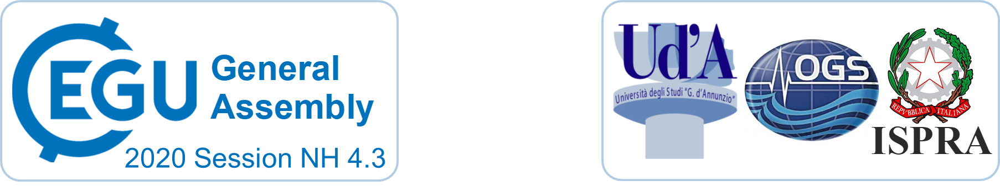 EGU
General
Assembly
2020 Session NH 4.3
Ud'A
Università degli Studi "G. d'Annunzio"
OGS
REPVBBLICA ITALIANA
ISPRA